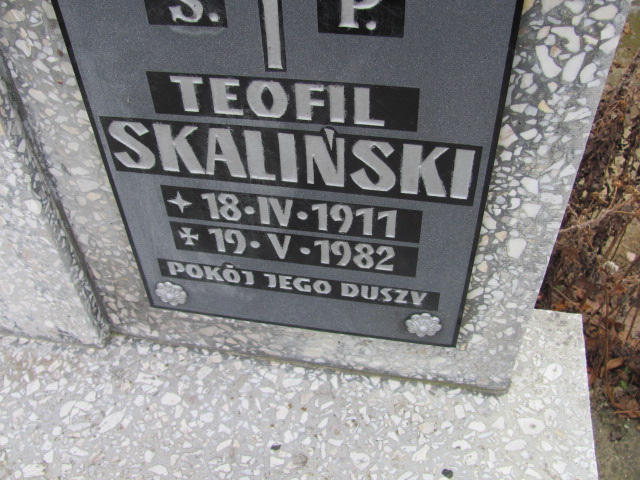 S. P.
TEOFIL
SKALIŃSKI
18·IV·1911
19·V·1982
POKÓJ JEGO DUSZY